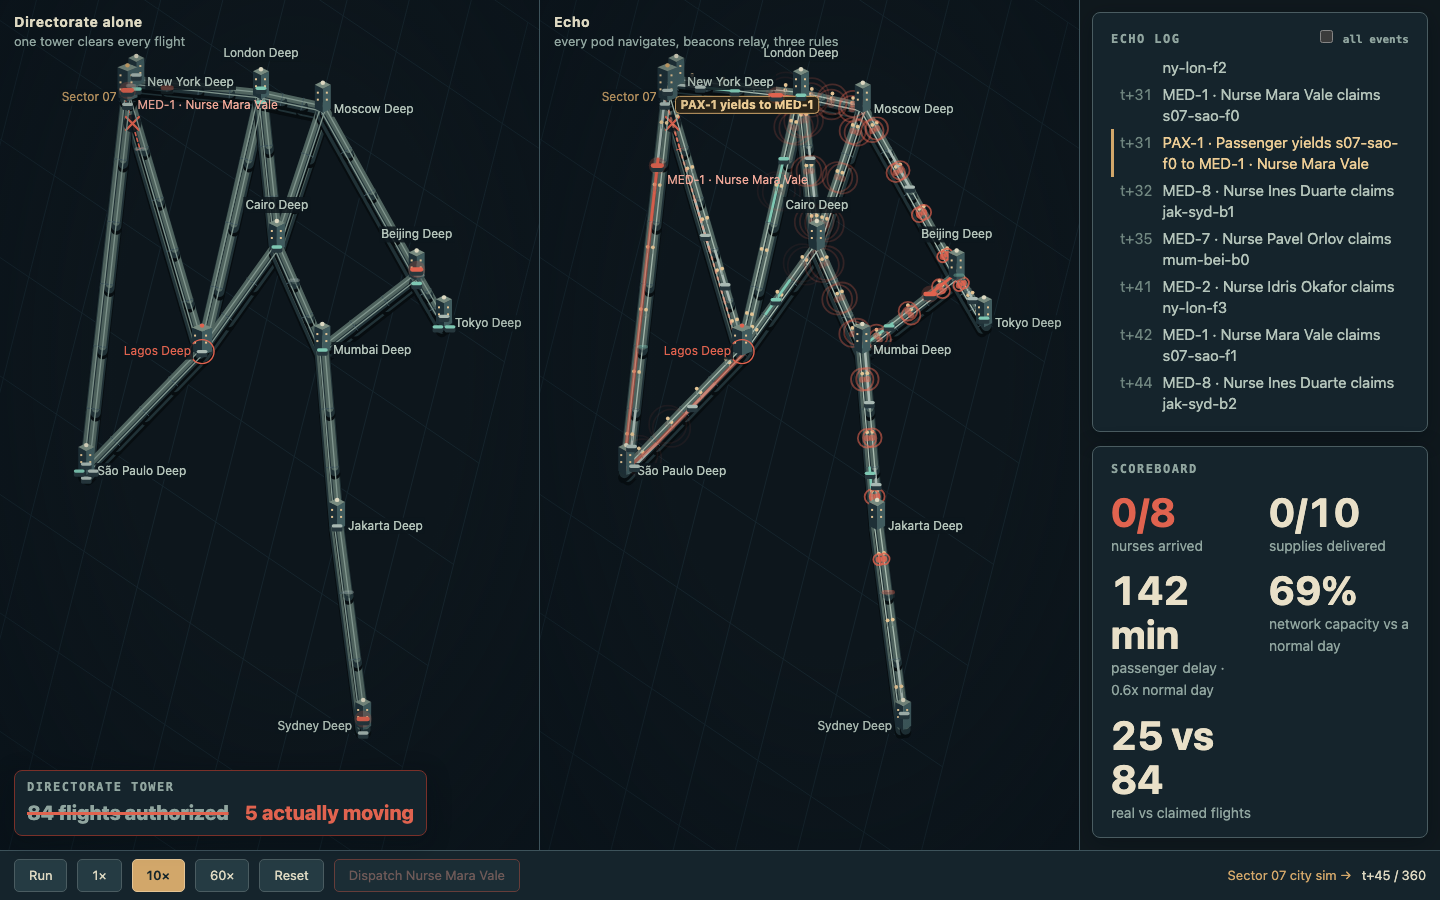 Directorate alone
one tower clears every flight
London Deep
New York Deep
Sector 07
MED-1 · Nurse Mara Vale
Moscow Deep
Cairo Deep
Beijing Deep
Tokyo Deep
Lagos Deep
Mumbai Deep
São Paulo Deep
Jakarta Deep
Sydney Deep
DIRECTORATE TOWER
84 flights authorized 5 actually moving
Echo
every pod navigates, beacons relay, three rules
London Deep
New York Deep
Sector 07
PAX-1 yields to MED-1
Moscow Deep
MED-1 · Nurse Mara Vale
Cairo Deep
Beijing Deep
Tokyo Deep
Lagos Deep
Mumbai Deep
São Paulo Deep
Jakarta Deep
Sydney Deep
ECHO LOG
all events
ny-lon-f2
t+31 MED-1 · Nurse Mara Vale claims
s07-sao-f0
t+31 PAX-1 · Passenger yields s07-sao-
f0 to MED-1 · Nurse Mara Vale
t+32 MED-8 · Nurse Ines Duarte claims
jak-syd-b1
t+35 MED-7 · Nurse Pavel Orlov claims
mum-bei-b0
t+41 MED-2 · Nurse Idris Okafor claims
ny-lon-f3
t+42 MED-1 · Nurse Mara Vale claims
s07-sao-f1
t+44 MED-8 · Nurse Ines Duarte claims
jak-syd-b2
SCOREBOARD
0/8
nurses arrived
0/10
supplies delivered
142
min
passenger delay ·
0.6x normal day
69%
network capacity vs a
normal day
25 vs
84
real vs claimed flights
Run
1×
10×
60×
Reset
Dispatch Nurse Mara Vale
Sector 07 city sim →
t+45 / 360